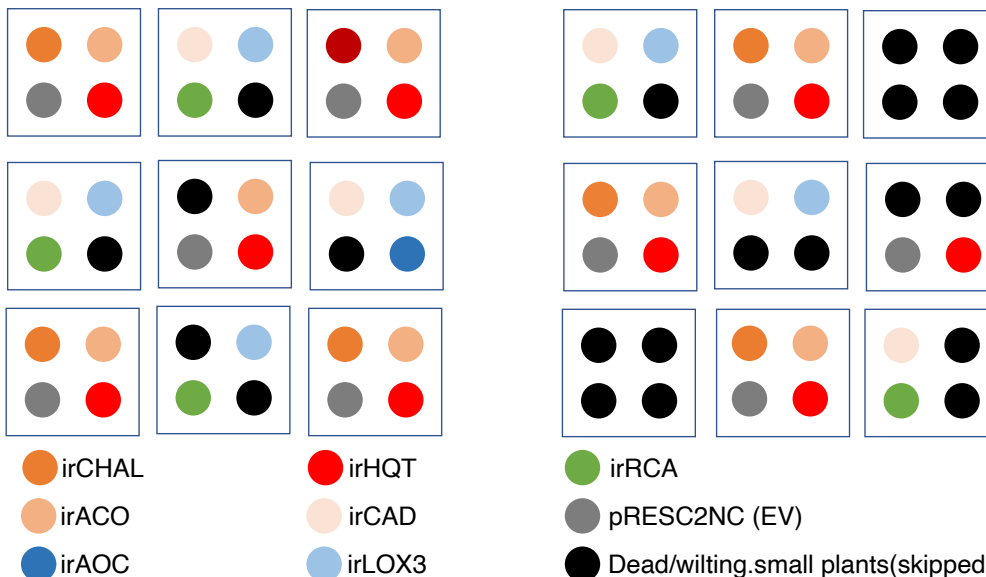 irCHAL irHQT irRCA
irACO irCAD pRESC2NC (EV)
irAOC irLOX3 Dead/wilting.small plants(skipped